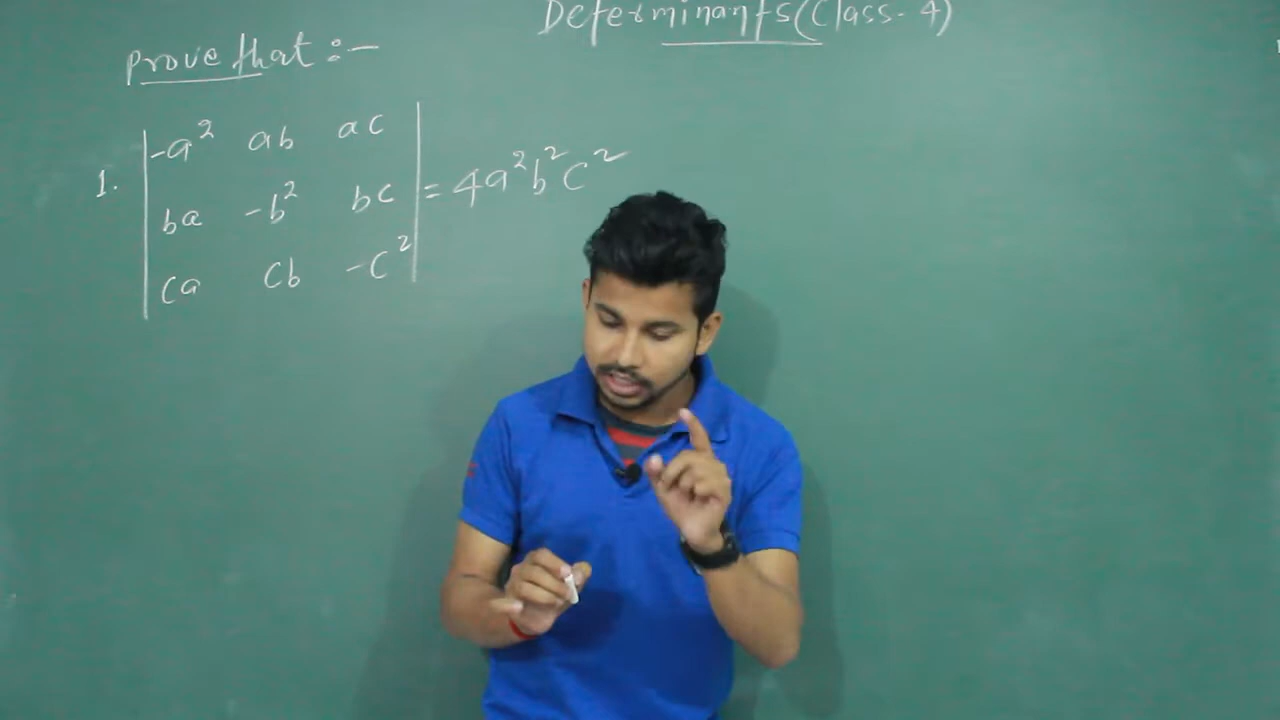 Determinants(Class-4)
Prove that :-
1. | -a² ab ac |
| ba -b² bc | = 4a²b²c²
| ca cb -c² |